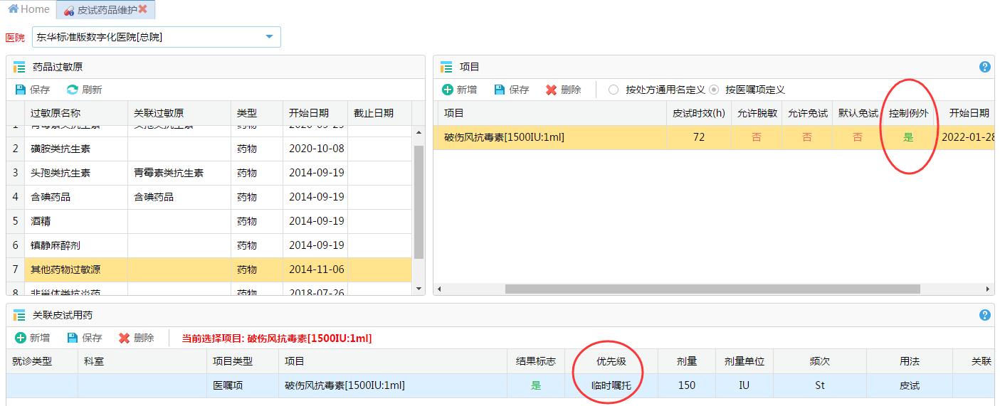 Home 皮试药品维护
医院 东华标准版数字化医院[总院]
药品过敏原
保存 刷新
过敏原名称 关联过敏原 类型 开始日期 截止日期
2 磺胺类抗生素 药物 2020-10-08
3 头孢类抗生素 青霉素类抗生素 药物 2014-09-19
4 含碘药品 含碘药品 药物 2014-09-19
5 酒精 药物 2014-09-19
6 镇静麻醉剂 药物 2014-09-19
7 其他药物过敏源 药物 2014-11-06
8 非甾体类抗炎药 药物 2018-07-26
项目
新增 保存 删除 按处方通用名定义 按医嘱项定义
项目 皮试时效(h) 允许脱敏 允许免试 默认免试 控制例外 开始日期
破伤风抗毒素[1500IU:1ml] 72 否 否 否 是 2022-01-28
关联皮试用药
新增 保存 删除 当前选择项目: 破伤风抗毒素[1500IU:1ml]
就诊类型 科室 项目类型 项目 结果标志 优先级 剂量 剂量单位 频次 用法 关联
医嘱项 破伤风抗毒素[1500IU:1ml] 是 临时嘱托 150 IU St 皮试